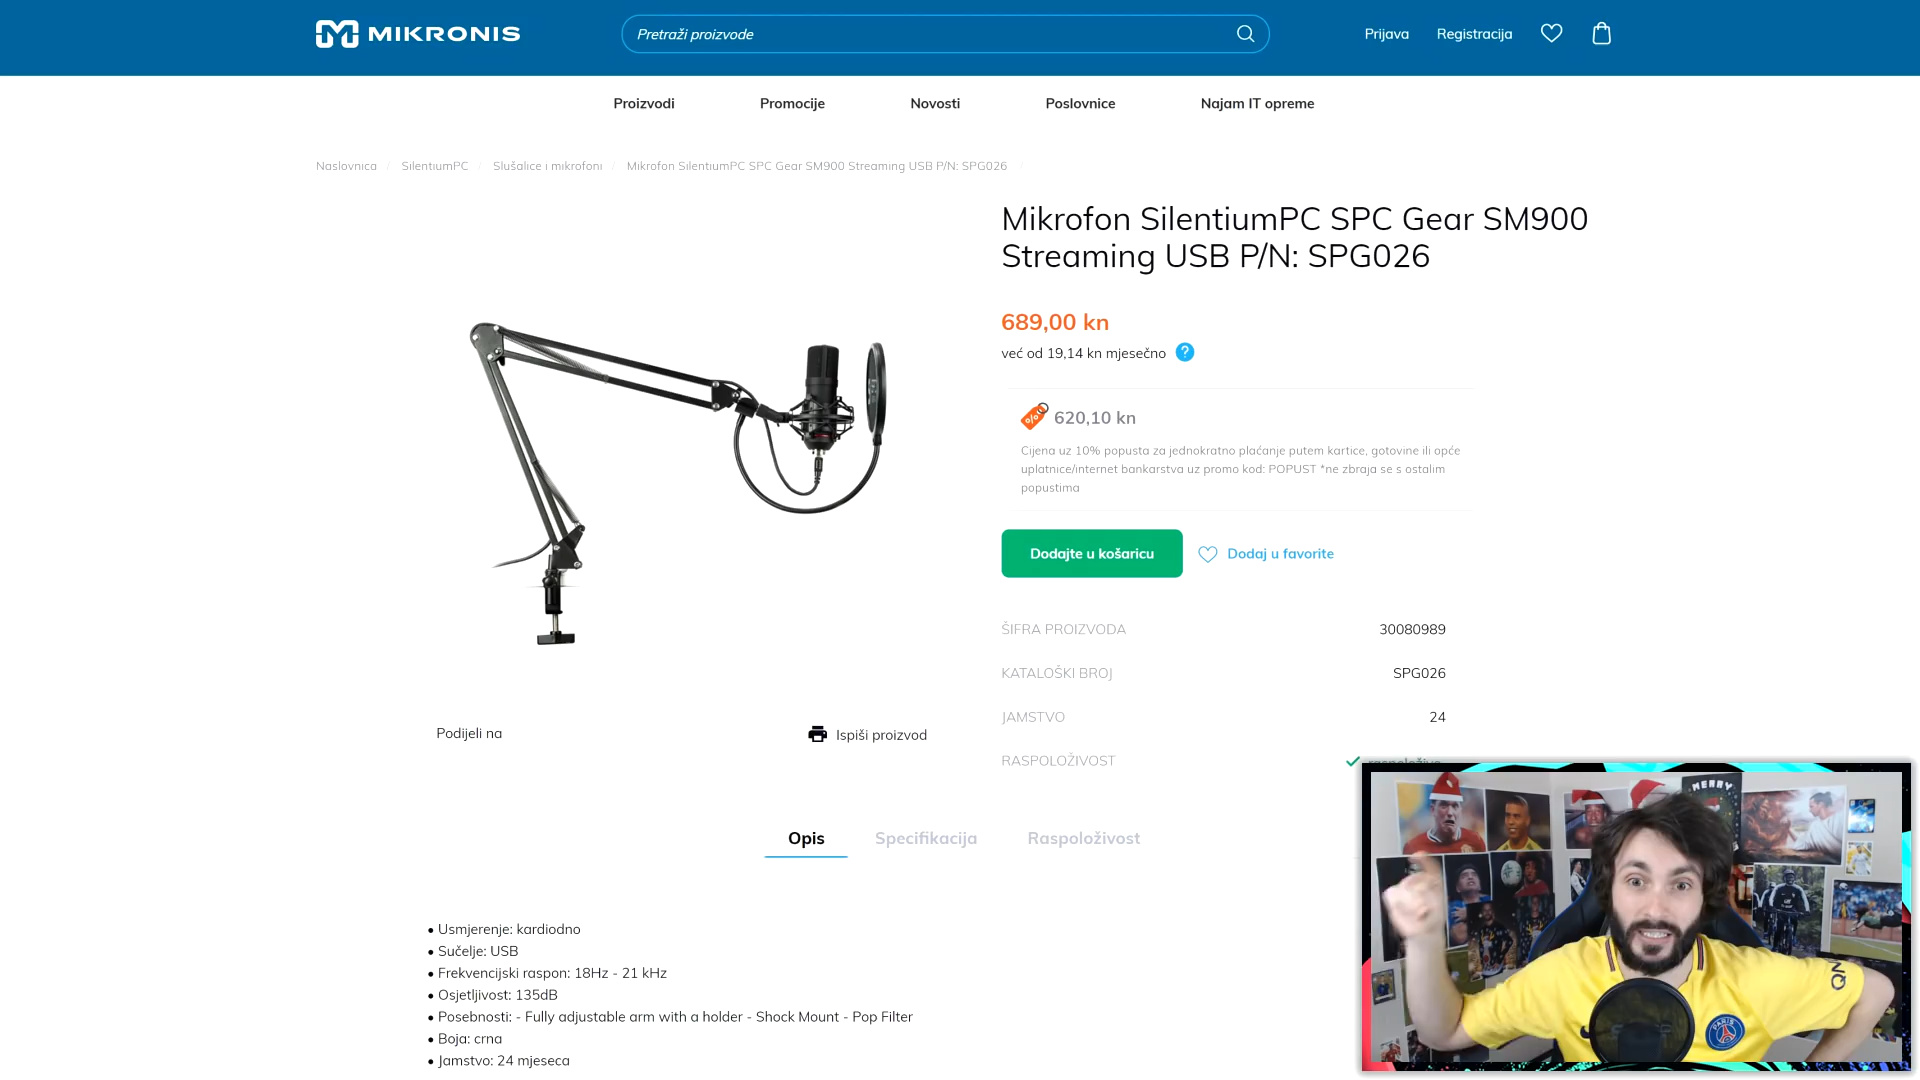 MIKRONIS
Pretraži proizvode
Prijava
Registracija
Proizvodi
Promocije
Novosti
Poslovnice
Najam IT opreme
Naslovnica / SilentiumPC / Slušalice i mikrofoni / Mikrofon SilentiumPC SPC Gear SM900 Streaming USB P/N: SPG026 /
Mikrofon SilentiumPC SPC Gear SM900
Streaming USB P/N: SPG026
689,00 kn
već od 19,14 kn mjesečno ?
% 620,10 kn
Cijena uz 10% popusta za jednokratno plaćanje putem kartice, gotovine ili opće
uplatnice/internet bankarstva uz promo kod: POPUST *ne zbraja se s ostalim
popustima
Dodajte u košaricu
Dodaj u favorite
ŠIFRA PROIZVODA 30080989
KATALOŠKI BROJ SPG026
JAMSTVO 24
RASPOLOŽIVOST raspoloživo
Podijeli na
Ispiši proizvod
Opis
Specifikacija
Raspoloživost
• Usmjerenje: kardiodno
• Sučelje: USB
• Frekvencijski raspon: 18Hz - 21 kHz
• Osjetljivost: 135dB
• Posebnosti: - Fully adjustable arm with a holder - Shock Mount - Pop Filter
• Boja: crna
• Jamstvo: 24 mjeseca
MERRY
PARIS